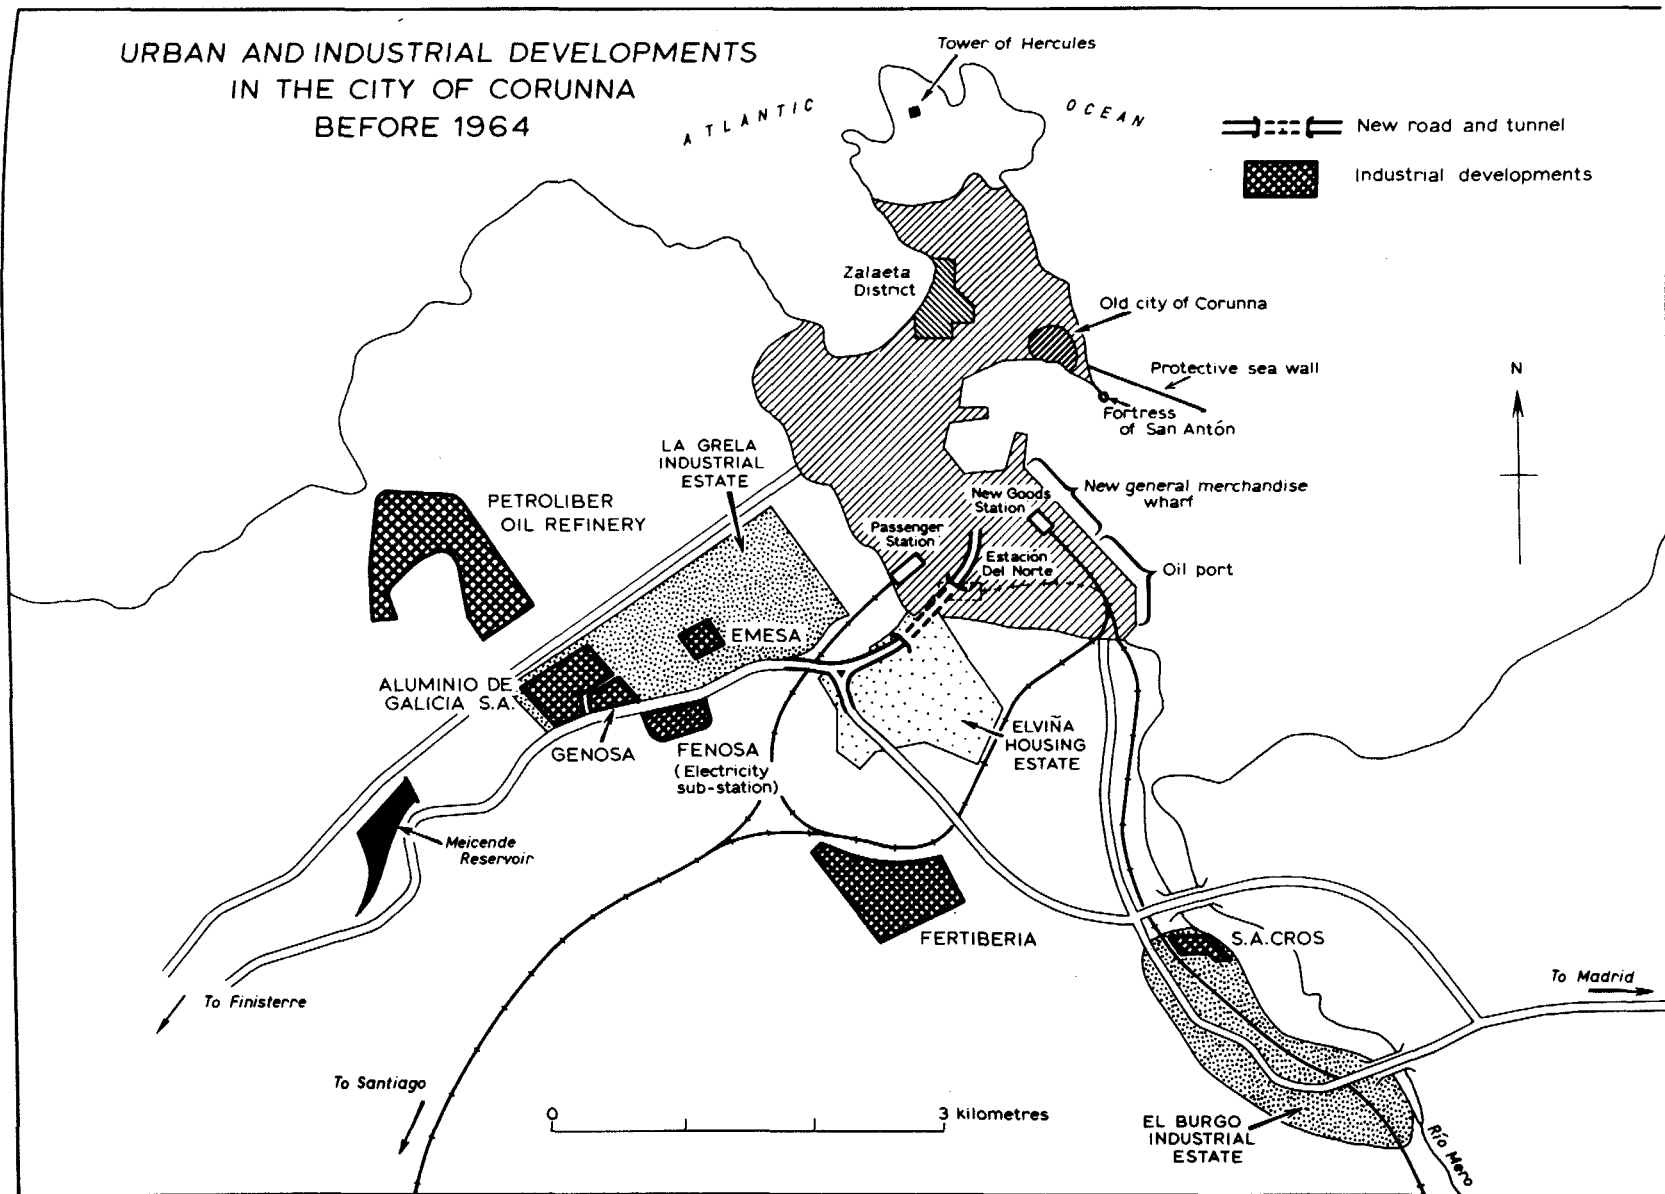 URBAN AND INDUSTRIAL DEVELOPMENTS
IN THE CITY OF CORUNNA
BEFORE 1964
Tower of Hercules
ATLANTIC OCEAN
New road and tunnel
Industrial developments
Zalaeta
District
Old city of Corunna
Protective sea wall
Fortress
of San Antón
N
LA GRELA
INDUSTRIAL
ESTATE
PETROLIBER
OIL REFINERY
New Goods
Station
New general merchandise
wharf
Passenger
Station
Estación
Del Norte
Oil port
EMESA
ALUMINIO DE
GALICIA S.A.
GENOSA
FENOSA
(Electricity
sub-station)
ELVIÑA
HOUSING
ESTATE
Meicende
Reservoir
FERTIBERIA
S.A.CROS
To Finisterre
To Madrid
To Santiago
0 3 kilometres
EL BURGO
INDUSTRIAL
ESTATE
Río Mero